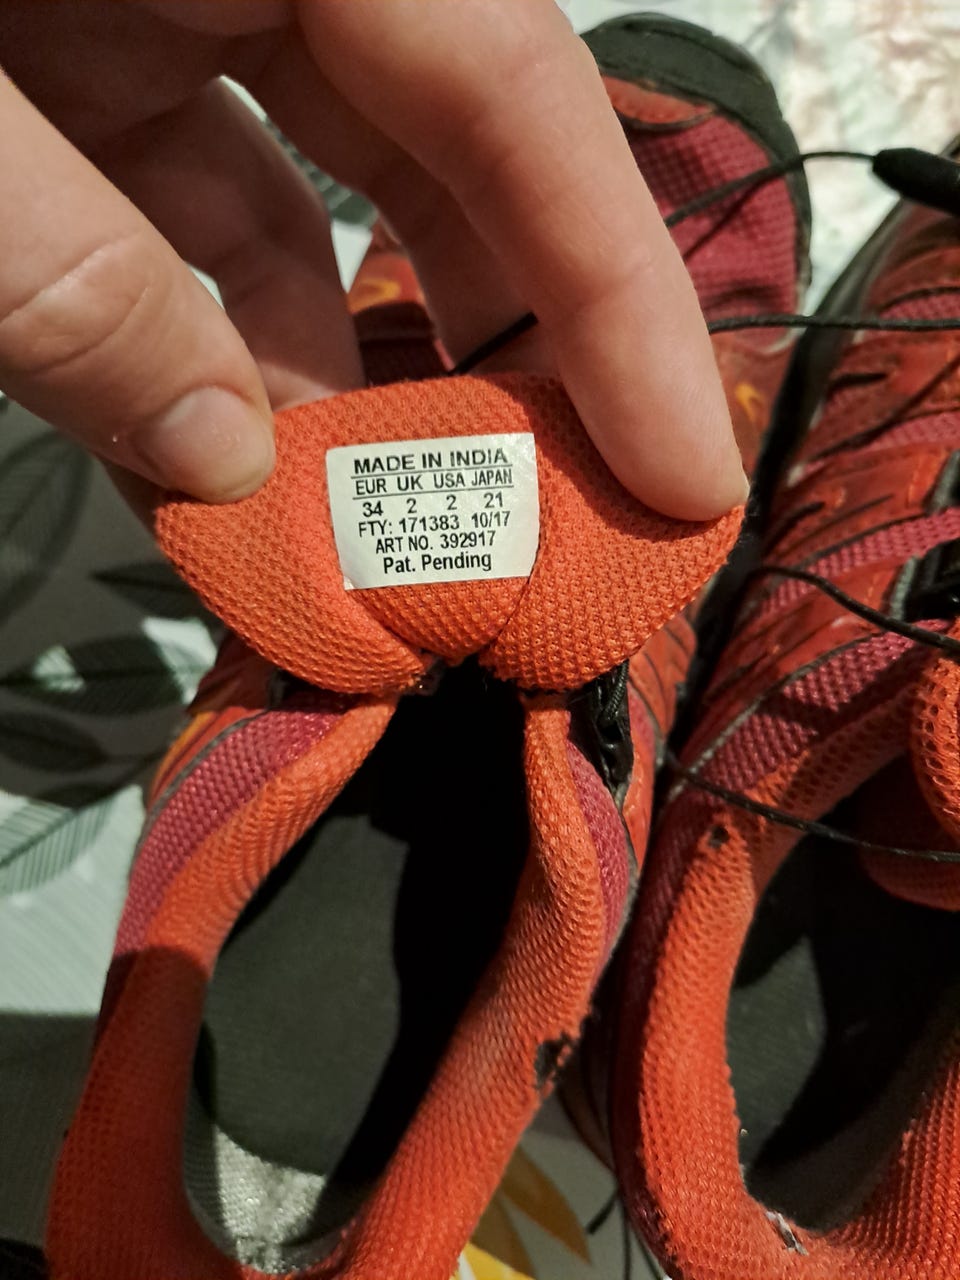 MADE IN INDIA
EUR UK USA JAPAN
34 2 2 21
FTY: 171383 10/17
ART NO. 392917
Pat. Pending